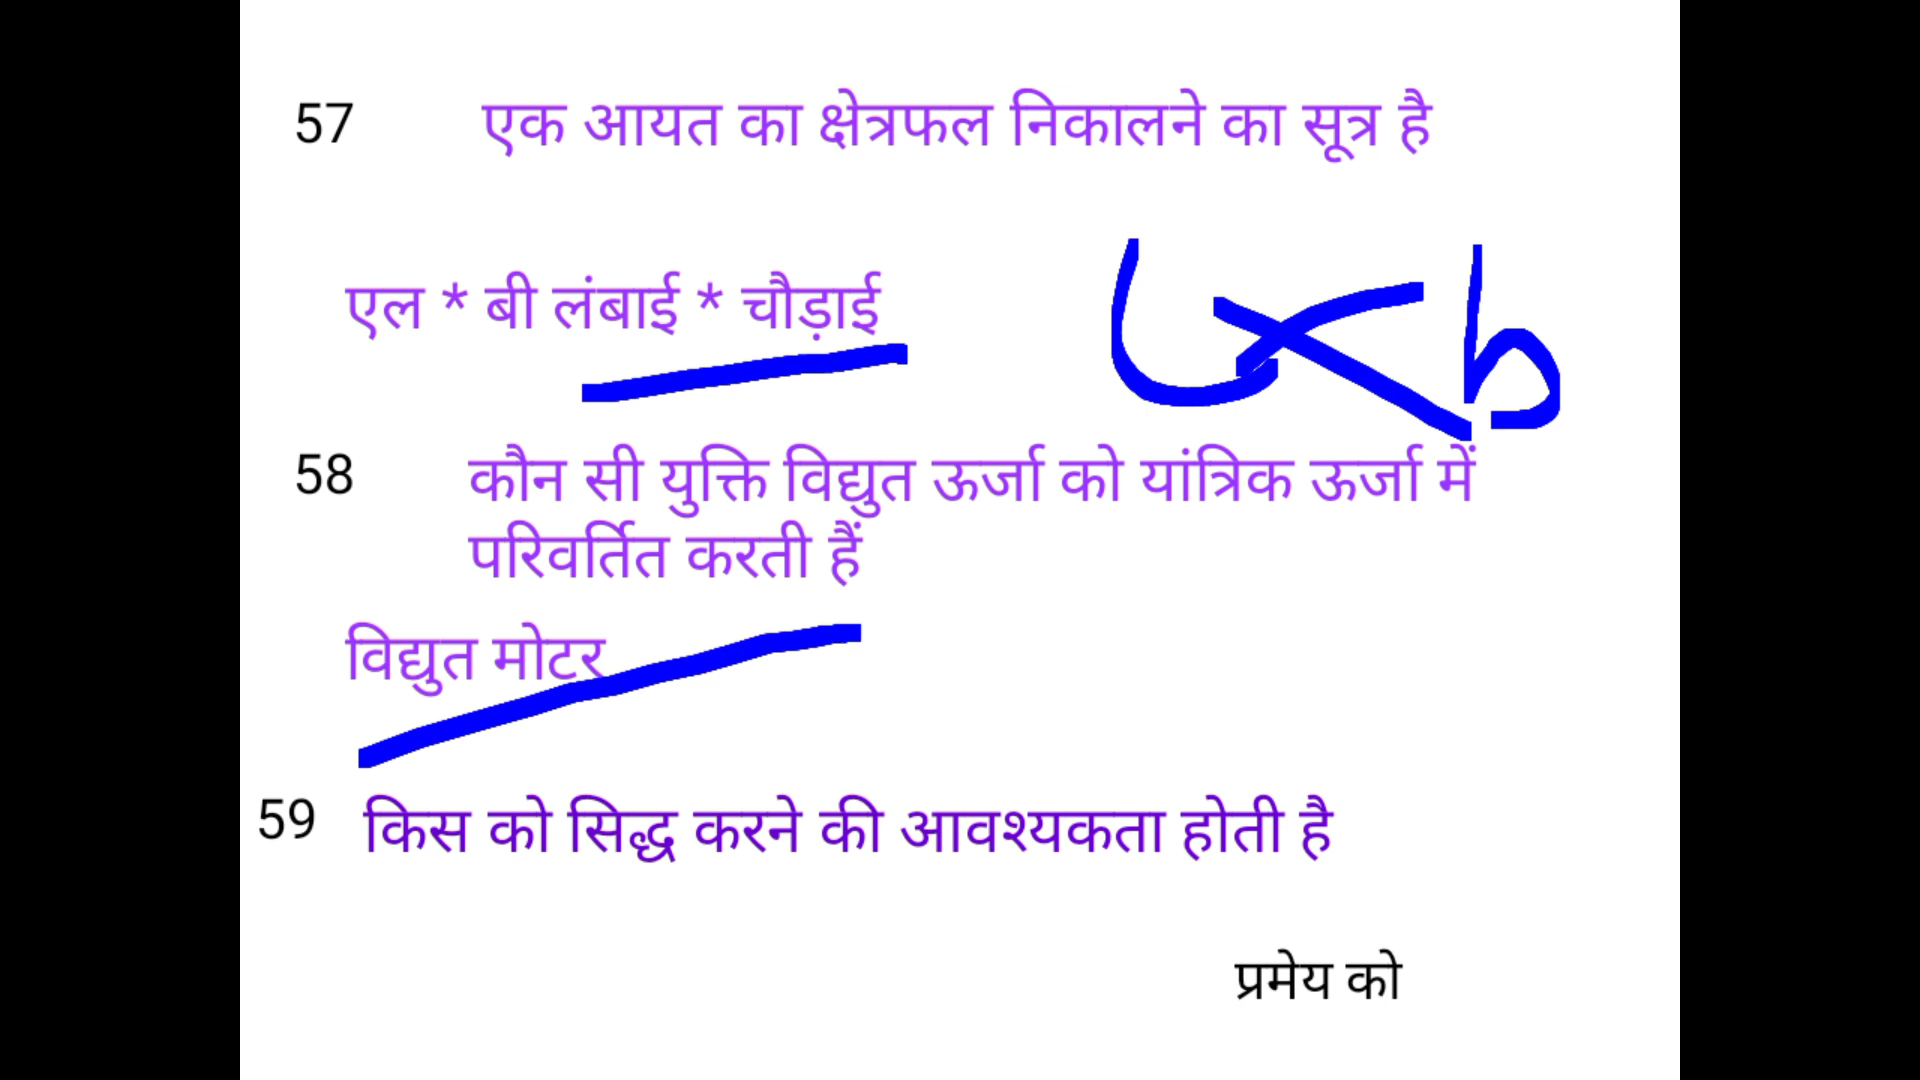 57 एक आयत का क्षेत्रफल निकालने का सूत्र है
एल * बी लंबाई * चौड़ाई L × b
58 कौन सी युक्ति विद्युत ऊर्जा को यांत्रिक ऊर्जा में
परिवर्तित करती हैं
विद्युत मोटर
59 किस को सिद्ध करने की आवश्यकता होती है
प्रमेय को